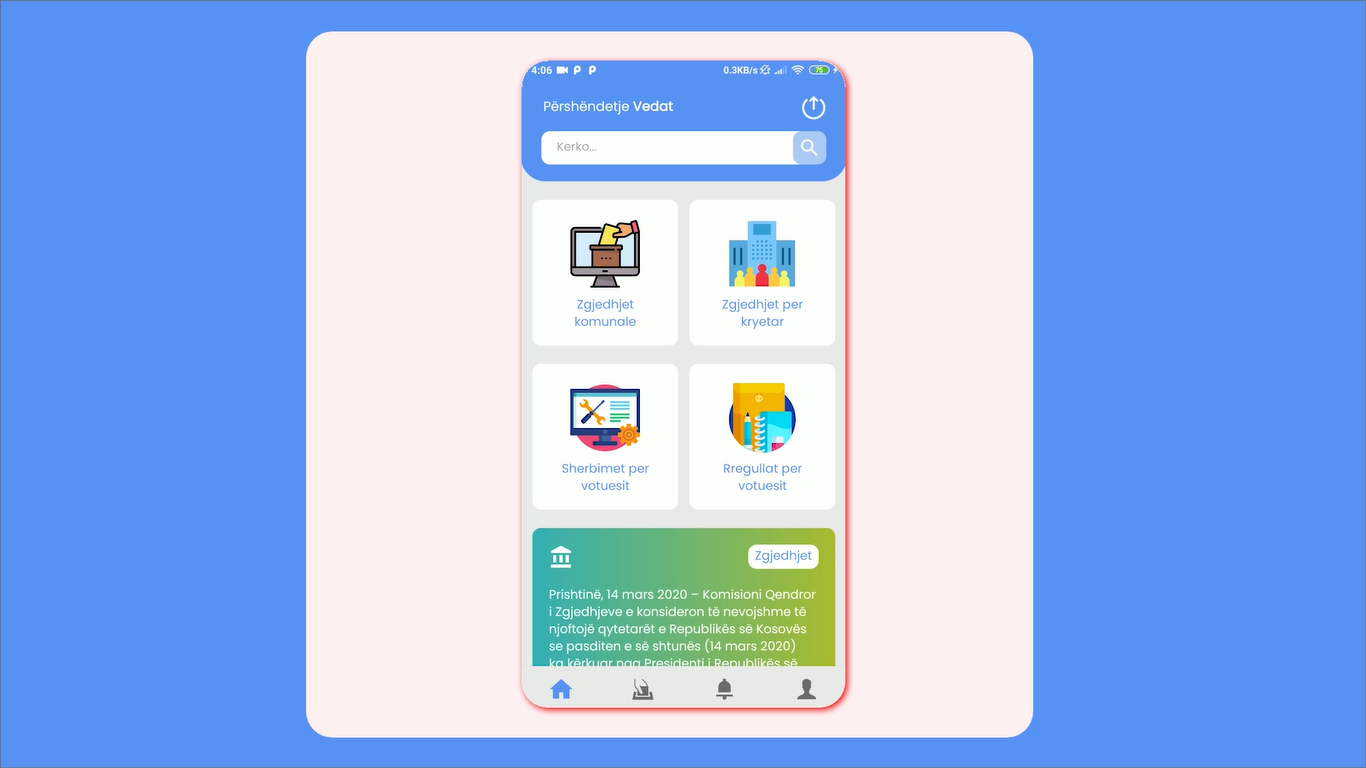 4:06
0.3KB/s
75
Përshëndetje Vedat
Kerko...
Zgjedhjet
komunale
Zgjedhjet per
kryetar
Sherbimet per
votuesit
Rregullat per
votuesit
Zgjedhjet
Prishtinë, 14 mars 2020 – Komisioni Qendror
i Zgjedhjeve e konsideron të nevojshme të
njoftojë qytetarët e Republikës së Kosovës
se pasditen e së shtunës (14 mars 2020)
ka kërkuar nga Presidenti i Republikës së